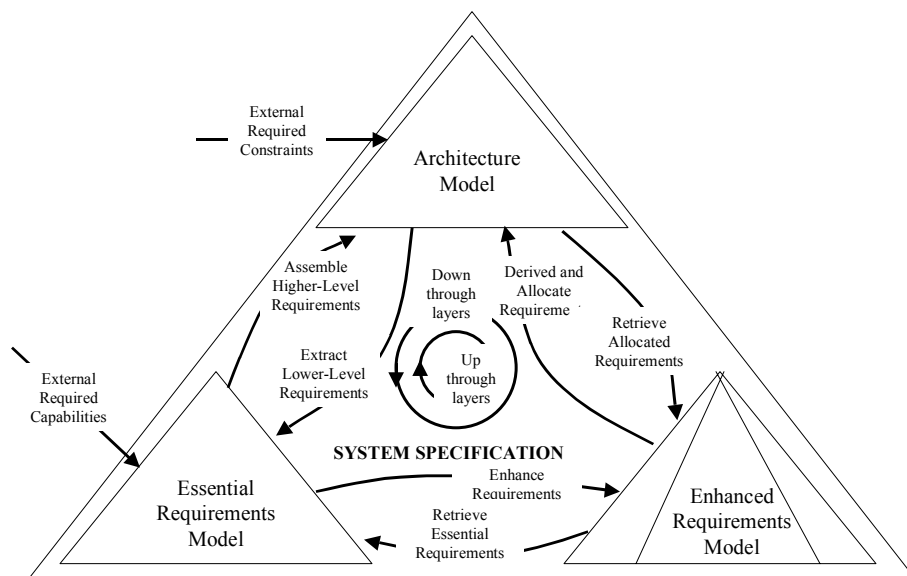 External
Required
Constraints
Architecture
Model
Assemble
Higher-Level
Requirements
Down
through
layers
Derived and
Allocate
Requireme
Retrieve
Allocated
Requirements
Extract
Lower-Level
Requirements
Up
through
layers
External
Required
Capabilities
SYSTEM SPECIFICATION
Enhance
Requirements
Essential
Requirements
Model
Retrieve
Essential
Requirements
Enhanced
Requirements
Model